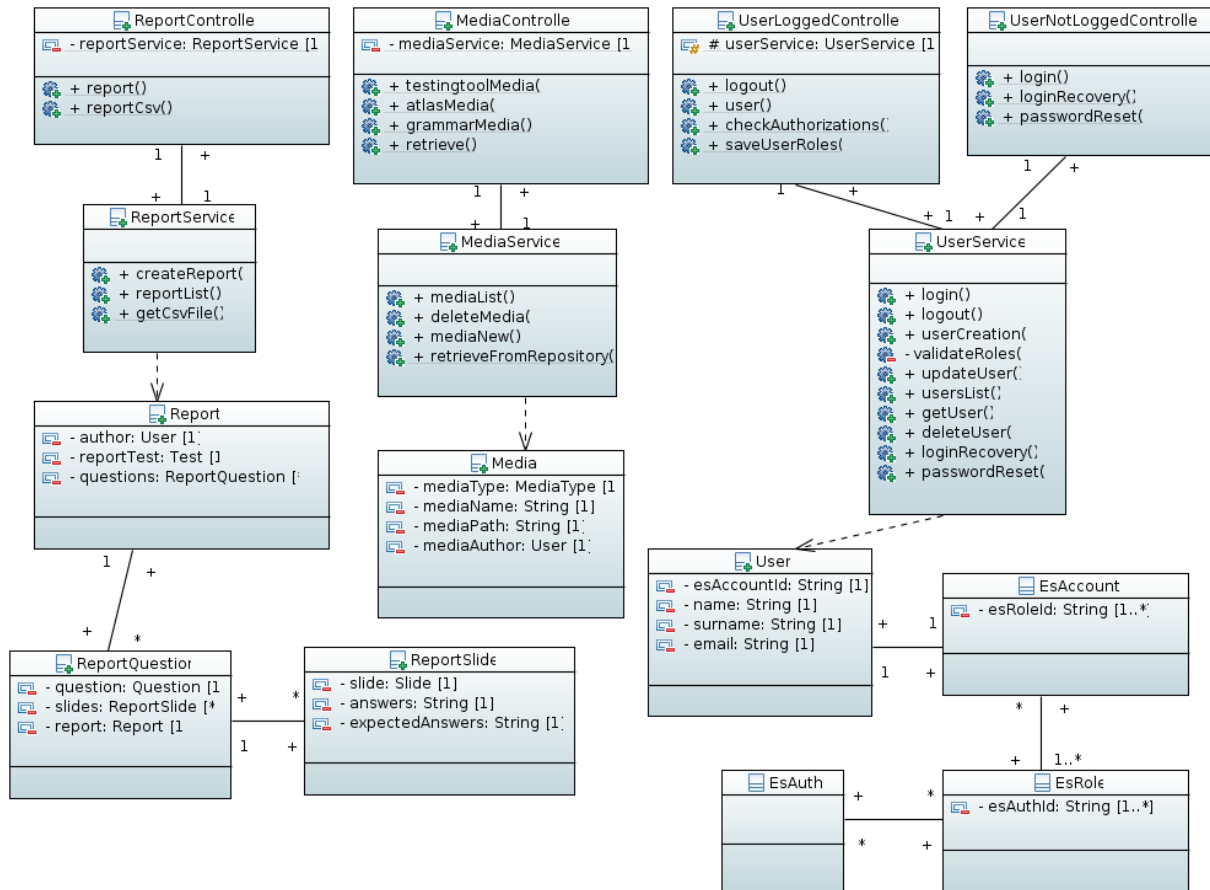 ReportControlle
- reportService: ReportService [1
+ report()
+ reportCsv()
1 +
+ 1
ReportService
+ createReport(
+ reportList()
+ getCsvFile()
Report
- author: User [1]
- reportTest: Test []
- questions: ReportQuestion [*
1 +
+ *
ReportQuestion
- question: Question [1
- slides: ReportSlide [*
- report: Report [1
+ *
1 +
ReportSlide
- slide: Slide [1]
- answers: String [1]
- expectedAnswers: String [1]
MediaControlle
- mediaService: MediaService [1
+ testingtoolMedia(
+ atlasMedia(
+ grammarMedia()
+ retrieve()
1 +
+ 1
MediaService
+ mediaList()
+ deleteMedia(
+ mediaNew()
+ retrieveFromRepository(
Media
- mediaType: MediaType [1
- mediaName: String [1]
- mediaPath: String [1]
- mediaAuthor: User [1]
UserLoggedControlle
# userService: UserService [1
+ logout()
+ user()
+ checkAuthorizations()
+ saveUserRoles(
1 +
+ 1
UserNotLoggedControlle
+ login()
+ loginRecovery()
+ passwordReset(
1 +
+ 1
UserService
+ login()
+ logout()
+ userCreation(
- validateRoles(
+ updateUser()
+ usersList()
+ getUser()
+ deleteUser(
+ loginRecovery()
+ passwordReset(
User
- esAccountId: String [1]
- name: String [1]
- surname: String [1]
- email: String [1]
+ 1
1 +
EsAccount
- esRoleId: String [1..*]
* +
+ 1..*
EsAuth
+ *
* +
EsRole
- esAuthId: String [1..*]